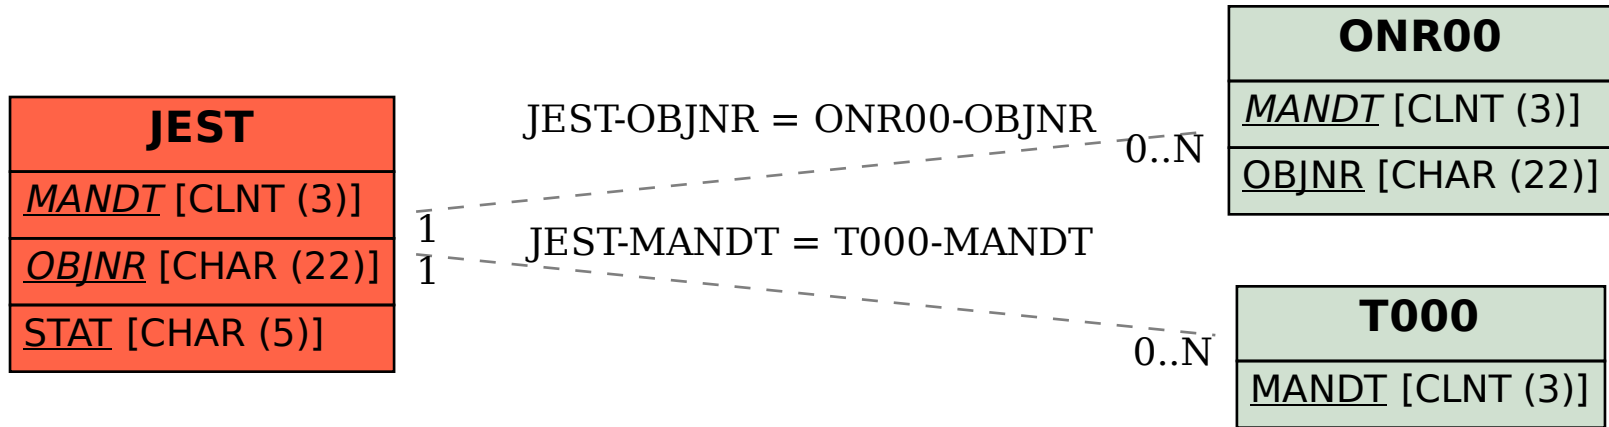 JEST
MANDT [CLNT (3)]
OBJNR [CHAR (22)]
STAT [CHAR (5)]
JEST-OBJNR = ONR00-OBJNR
0..N
1
JEST-MANDT = T000-MANDT
1
0..N
ONR00
MANDT [CLNT (3)]
OBJNR [CHAR (22)]
T000
MANDT [CLNT (3)]